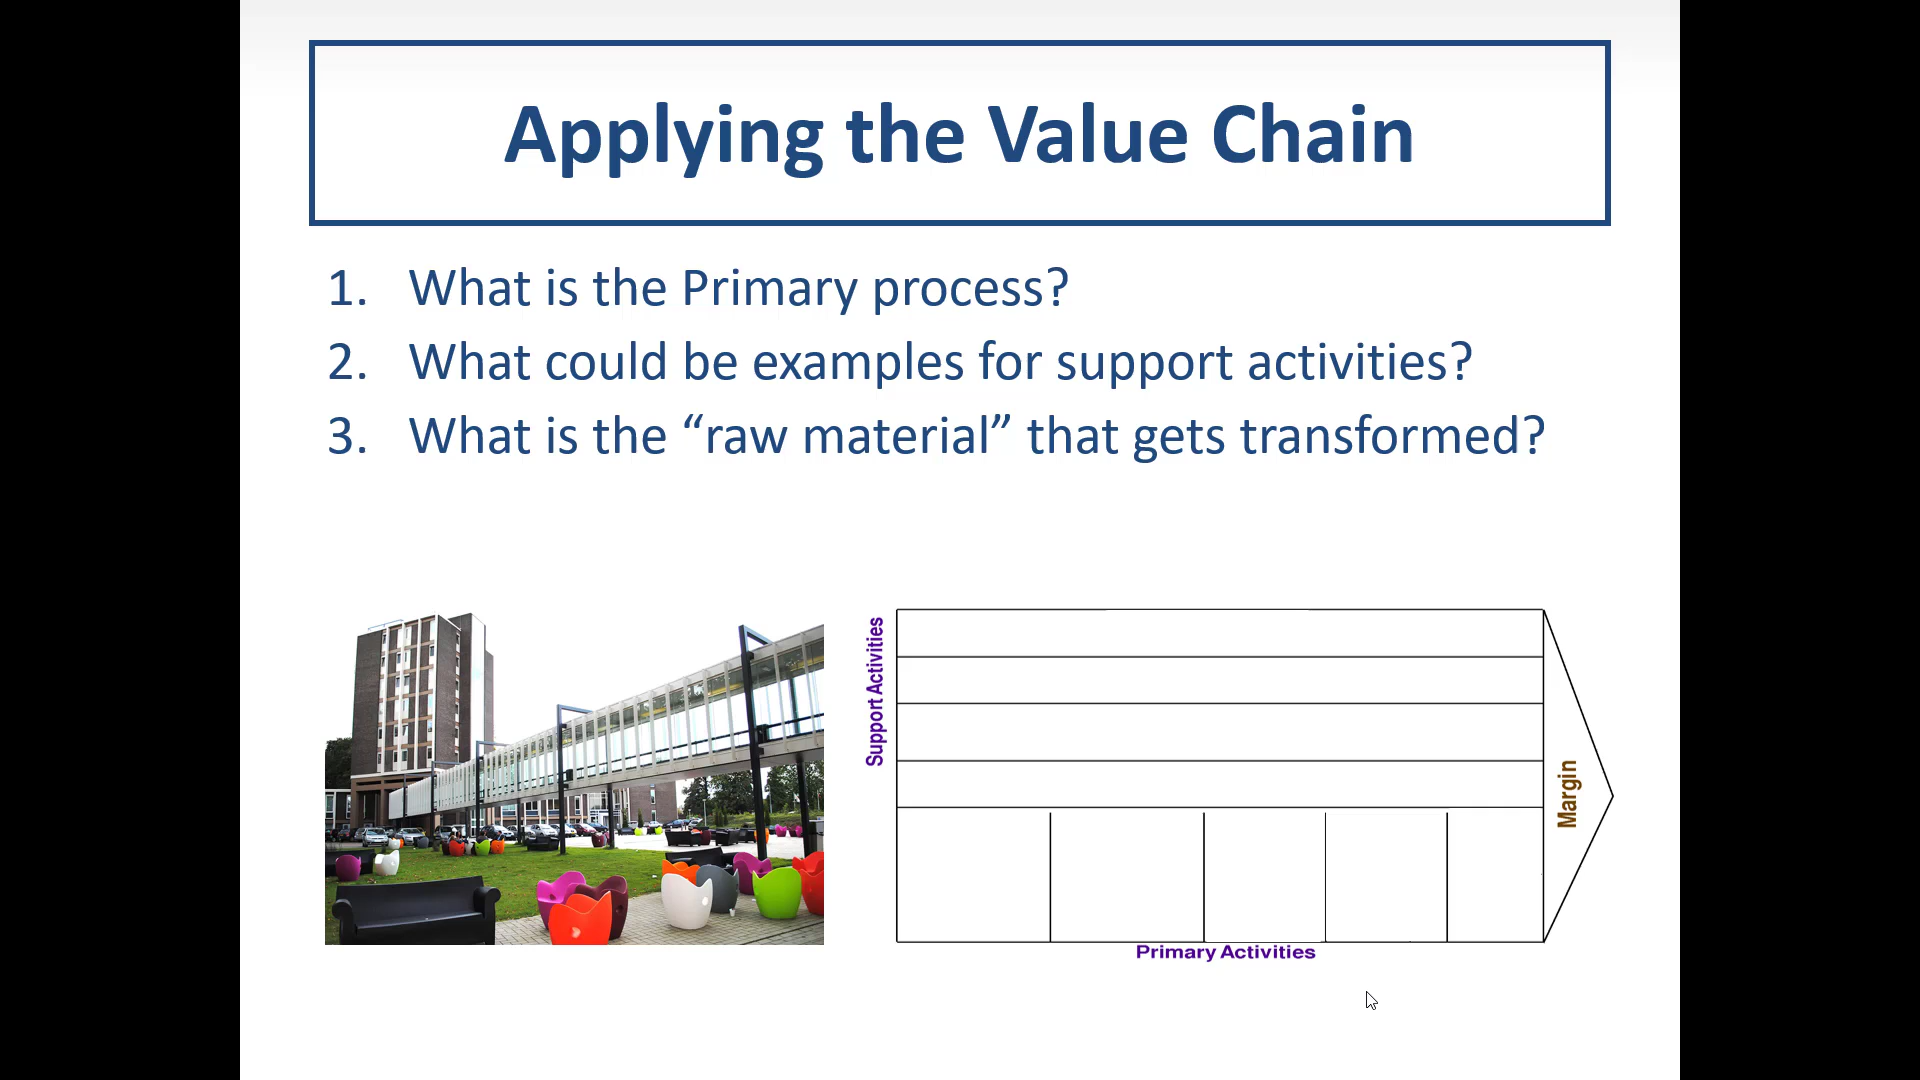 Applying the Value Chain
1. What is the Primary process?
2. What could be examples for support activities?
3. What is the “raw material” that gets transformed?
Support Activities
Margin
Primary Activities